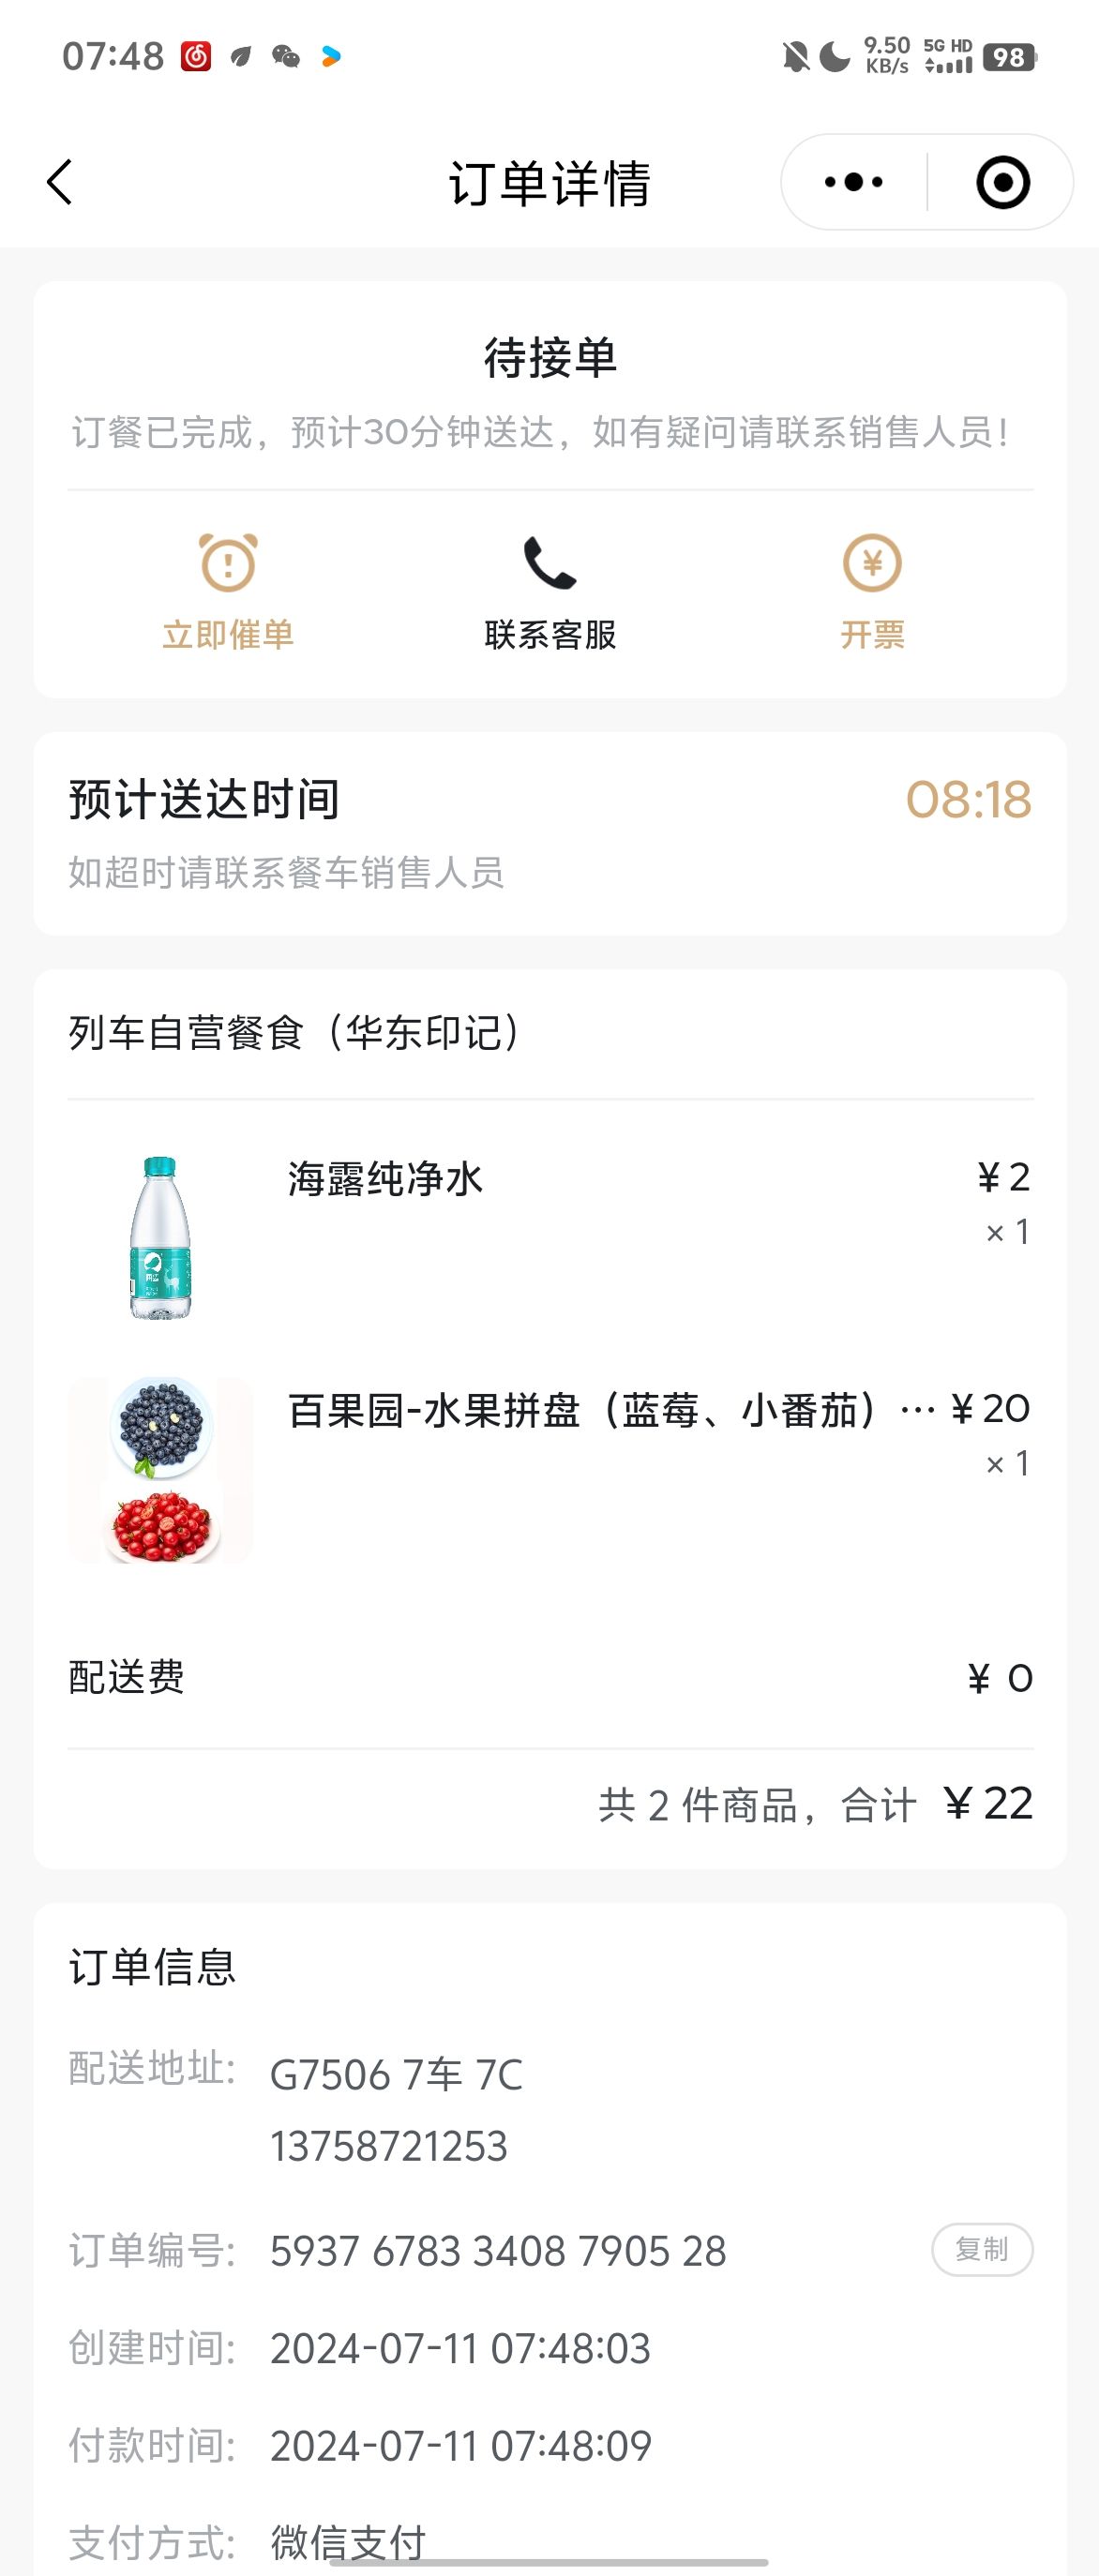 07:48
9.50 KB/s 5G HD 98
订单详情
待接单
订餐已完成，预计30分钟送达，如有疑问请联系销售人员！
立即催单 联系客服 开票
预计送达时间 08:18
如超时请联系餐车销售人员
列车自营餐食（华东印记）
海露纯净水 ¥2
×1
百果园-水果拼盘（蓝莓、小番茄）… ¥20
×1
配送费 ¥ 0
共 2 件商品，合计 ¥22
订单信息
配送地址: G7506 7车 7C
13758721253
订单编号: 5937 6783 3408 7905 28 复制
创建时间: 2024-07-11 07:48:03
付款时间: 2024-07-11 07:48:09
支付方式: 微信支付